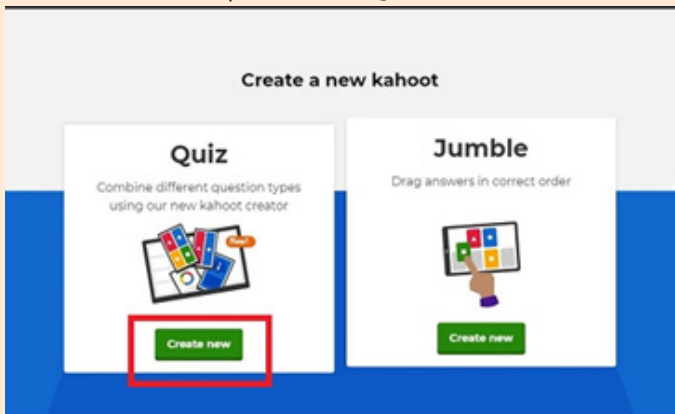 Create a new kahoot
Quiz
Combine different question types
using our new kahoot creator
New!
Create new
Jumble
Drag answers in correct order
Create new